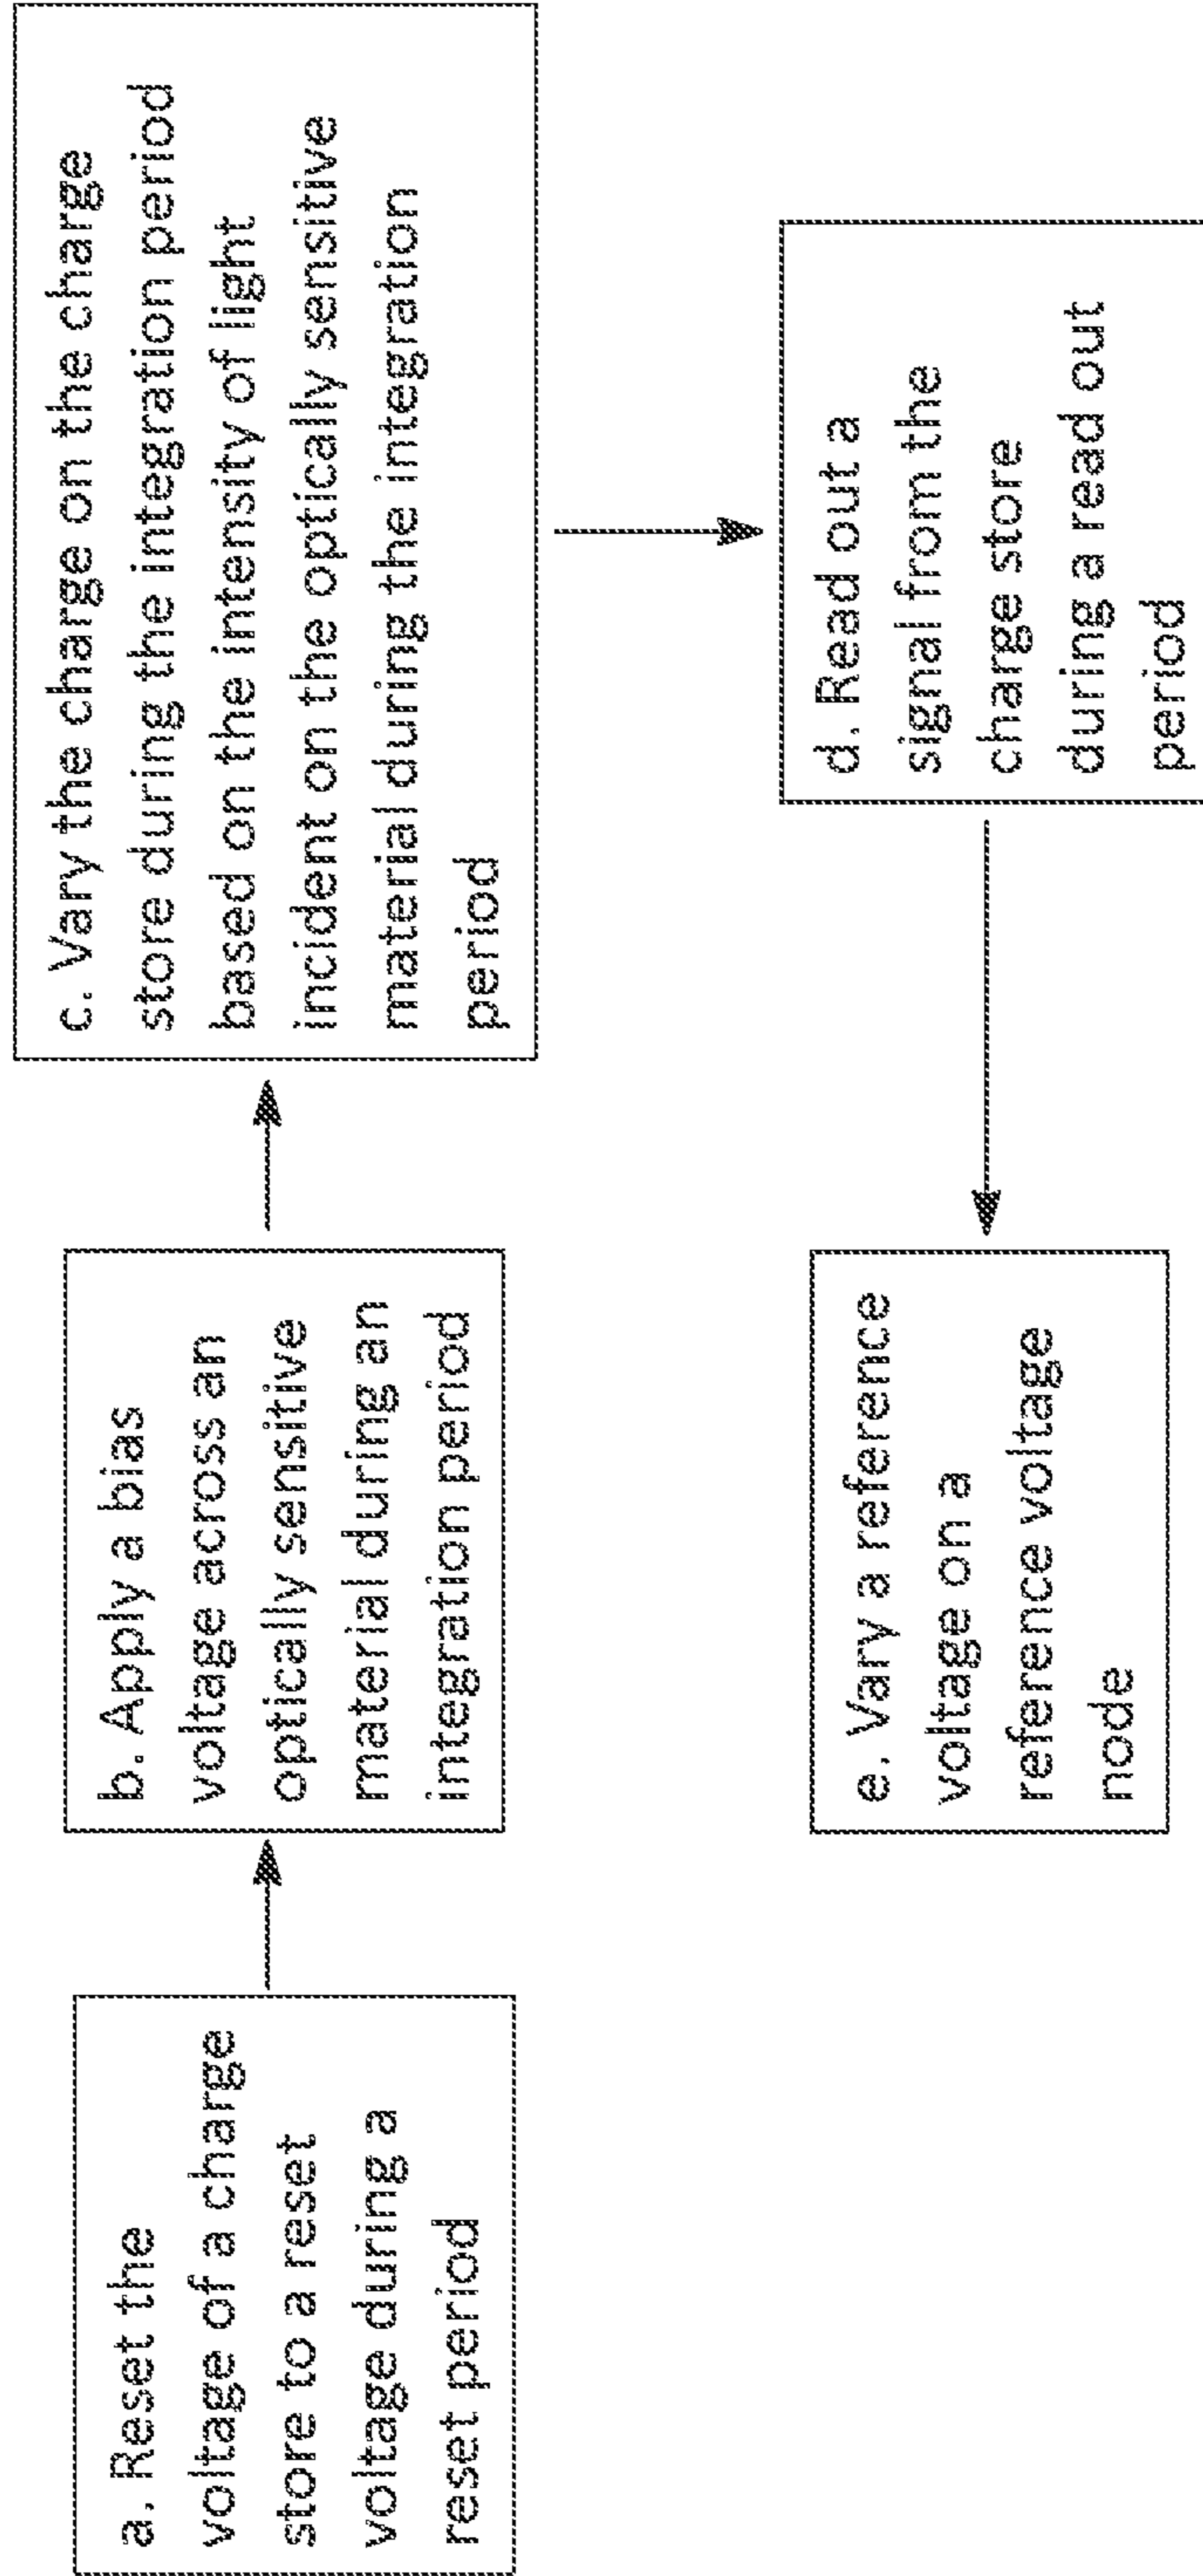 a. Reset the
voltage of a charge
store to a reset
voltage during a
reset period
b. Apply a bias
voltage across an
optically sensitive
material during an
integration period
c. Vary the charge on the charge
store during the integration period
based on the intensity of light
incident on the optically sensitive
material during the integration
period
d. Read out a
signal from the
charge store
during a read out
period
e. Vary a reference
voltage on a
reference voltage
node